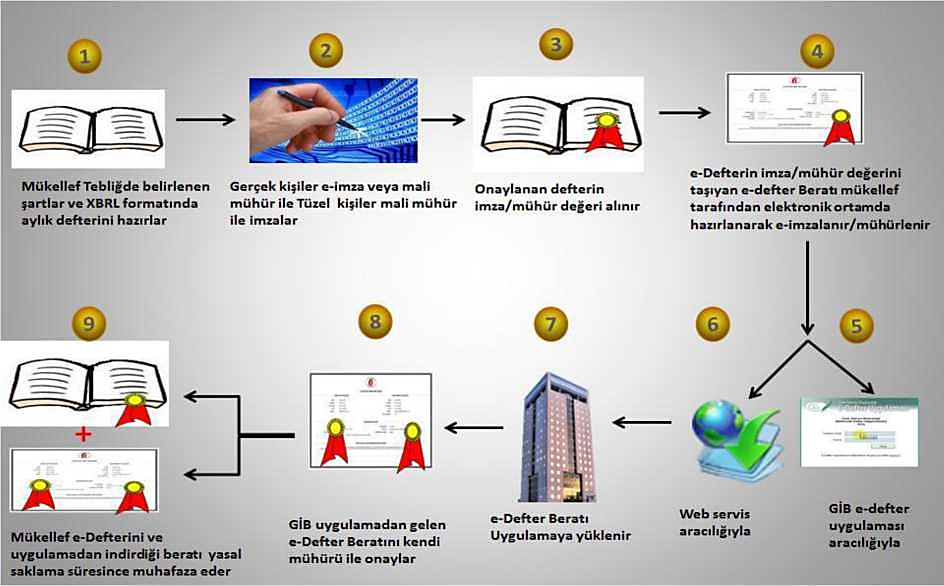 1
Mükellef Tebliğde belirlenen
şartlar ve XBRL formatında
aylık defterini hazırlar
2
Gerçek kişiler e-imza veya mali
mühür ile Tüzel kişiler mali mühür
ile imzalar
3
Onaylanan defterin
imza/mühür değeri alınır
4
e-Defterin imza/mühür değerini
taşıyan e-defter Beratı mükellef
tarafından elektronik ortamda
hazırlanarak e-imzalanır/mühürlenir
5
e-Defter Uygulaması
GİB e-defter
uygulaması
aracılığıyla
6
Web servis
aracılığıyla
7
e-Defter Beratı
Uygulamaya yüklenir
8
GİB uygulamadan gelen
e-Defter Beratını kendi
mühürü ile onaylar
9
+
Mükellef e-Defterini ve
uygulamadan indirdiği beratı yasal
saklama süresince muhafaza eder